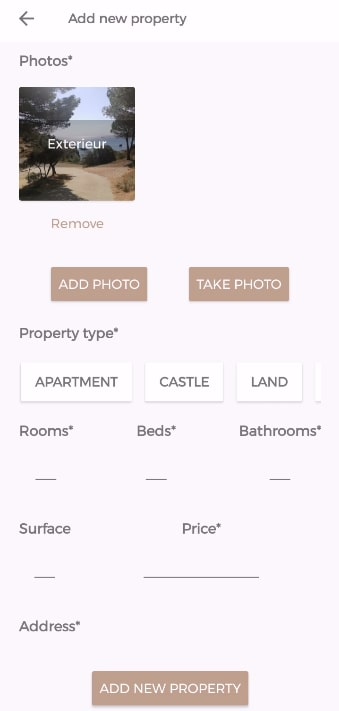 Add new property
Photos*
Exterieur
Remove
ADD PHOTO TAKE PHOTO
Property type*
APARTMENT CASTLE LAND
Rooms* Beds* Bathrooms*
Surface Price*
Address*
ADD NEW PROPERTY